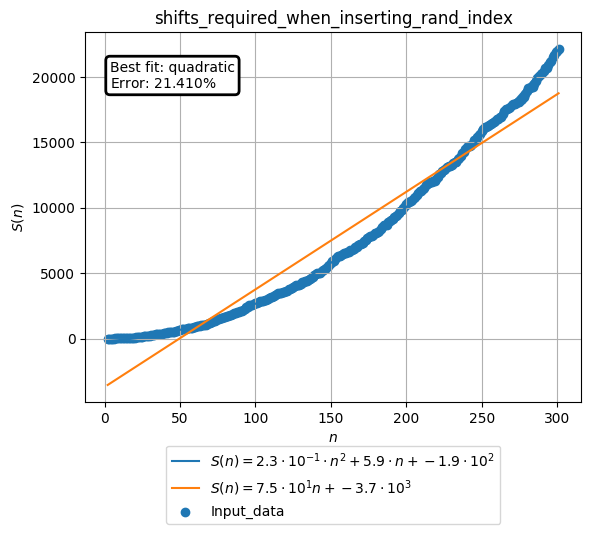 shifts_required_when_inserting_rand_index
Best fit: quadratic
Error: 21.410%
20000
15000
10000
5000
0
S(n)
0 50 100 150 200 250 300
n
S(n) = 2.3 · 10⁻¹ · n² + 5.9 · n + −1.9 · 10²
S(n) = 7.5 · 10¹n + −3.7 · 10³
Input_data